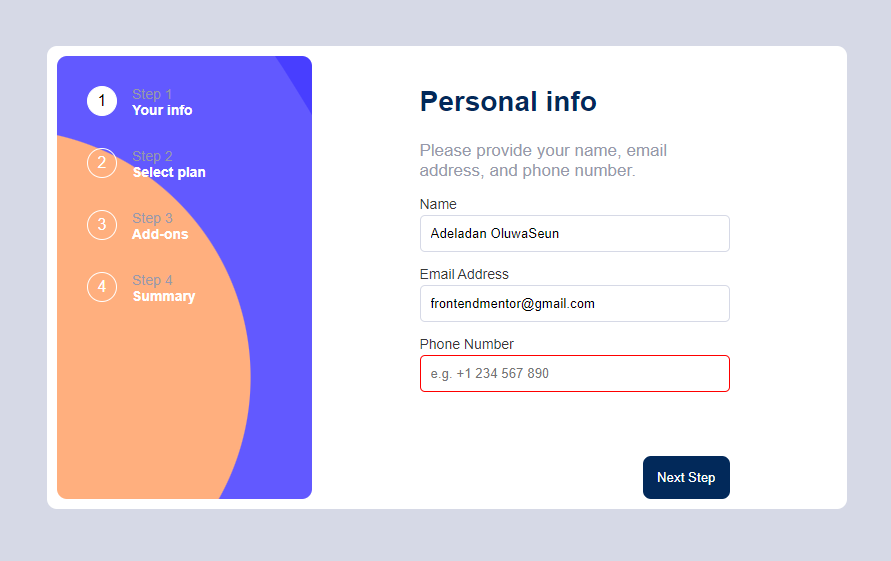 1
Step 1
Your info
2
Step 2
Select plan
3
Step 3
Add-ons
4
Step 4
Summary
Personal info
Please provide your name, email
address, and phone number.
Name
Adeladan OluwaSeun
Email Address
frontendmentor@gmail.com
Phone Number
e.g. +1 234 567 890
Next Step